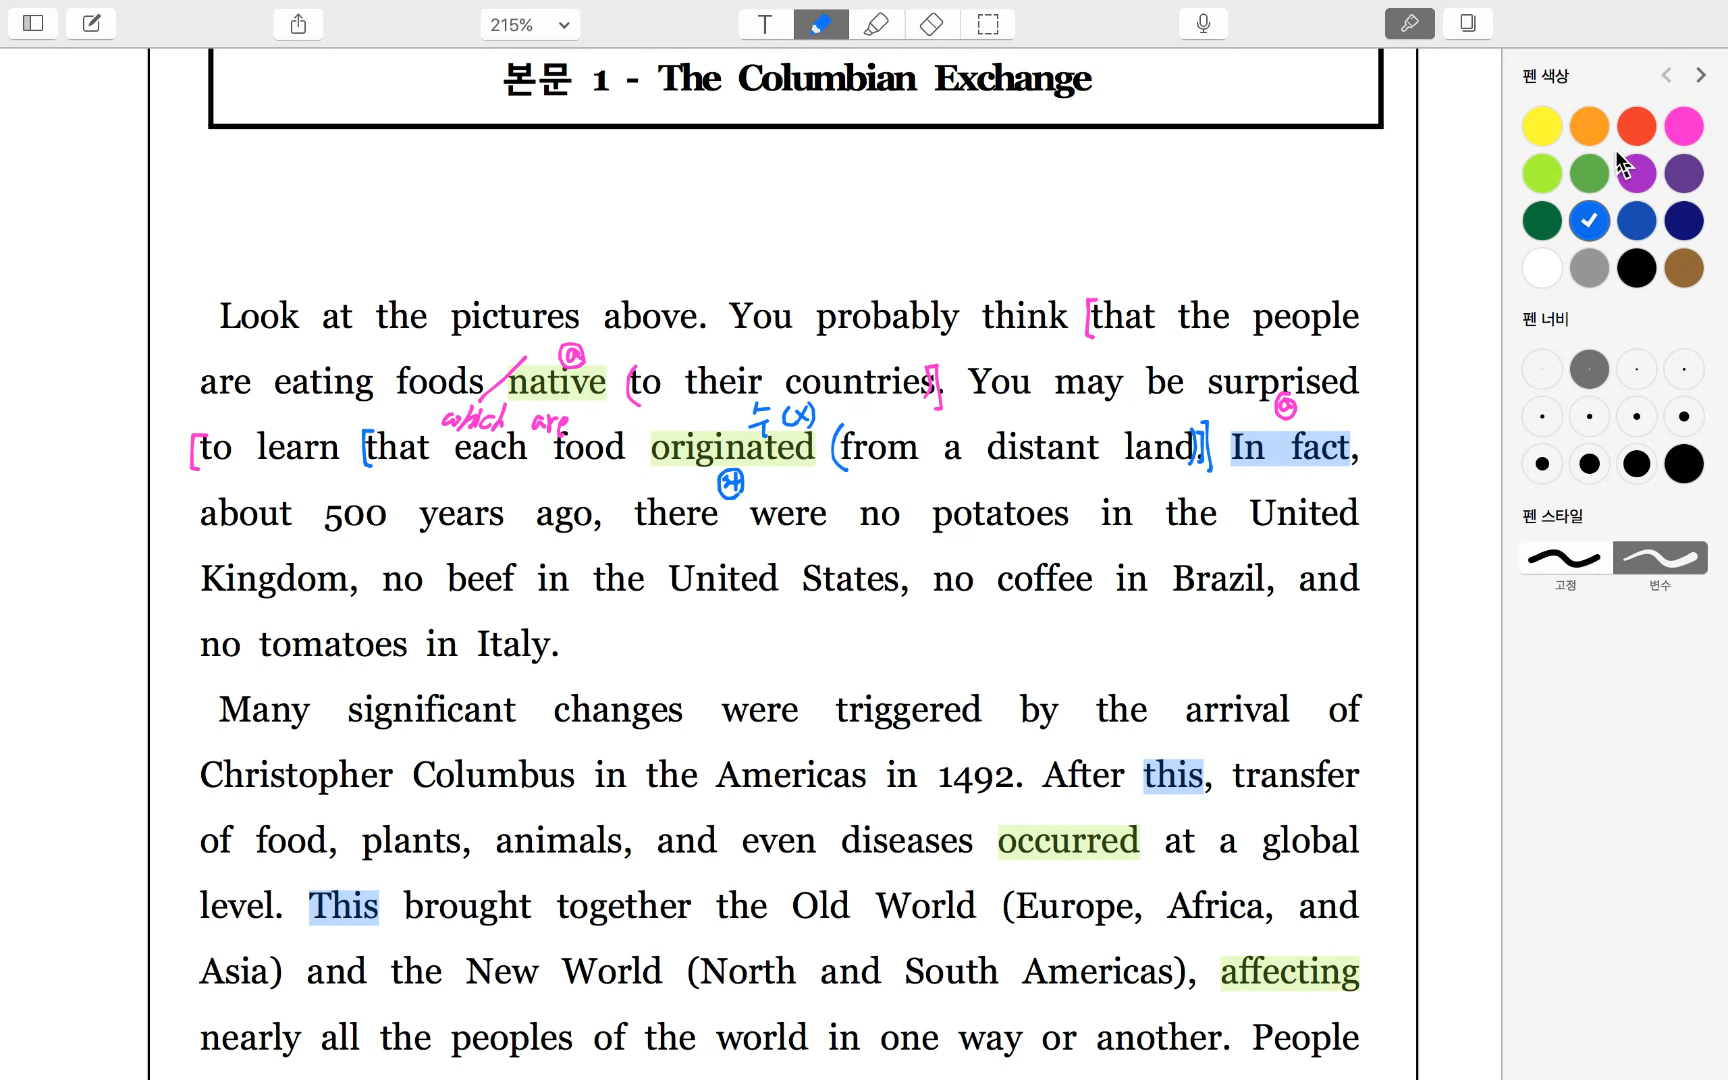 215%
T
펜 색상
본문 1 - The Columbian Exchange
펜 너비
펜 스타일
고정
변수
Look at the pictures above. You probably think [that the people
ⓐ
are eating foods native (to their countries)]. You may be surprised
which are
ⓐ
(x)
[to learn [that each food originated (from a distant land)]] In fact,
about 500 years ago, there were no potatoes in the United
Kingdom, no beef in the United States, no coffee in Brazil, and
no tomatoes in Italy.
Many significant changes were triggered by the arrival of
Christopher Columbus in the Americas in 1492. After this, transfer
of food, plants, animals, and even diseases occurred at a global
level. This brought together the Old World (Europe, Africa, and
Asia) and the New World (North and South Americas), affecting
nearly all the peoples of the world in one way or another. People